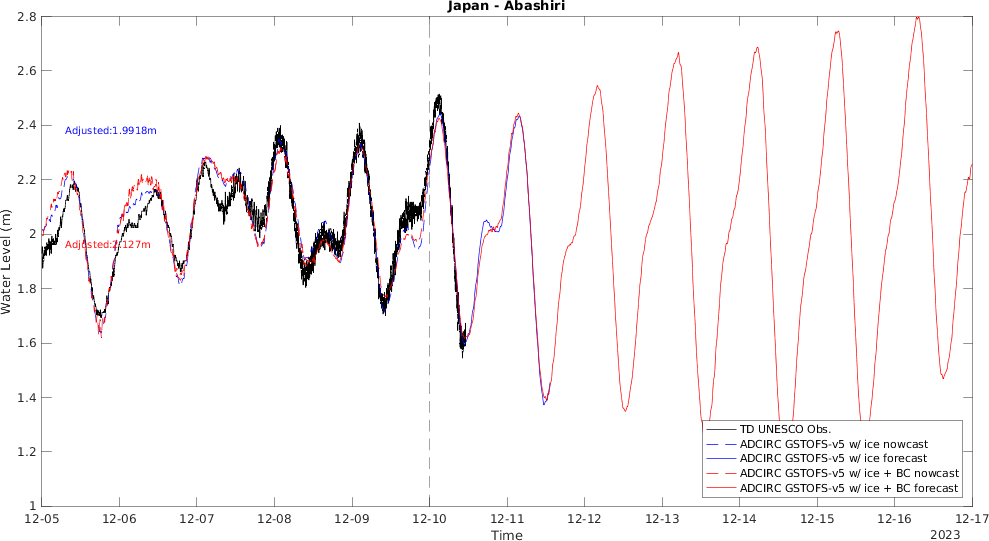 Japan - Abashiri
2.8
2.6
2.4
2.2
2
1.8
1.6
1.4
1.2
1
Water Level (m)
Adjusted:1.9918m
Adjusted:2.127m
TD UNESCO Obs.
ADCIRC GSTOFS-v5 w/ ice nowcast
ADCIRC GSTOFS-v5 w/ ice forecast
ADCIRC GSTOFS-v5 w/ ice + BC nowcast
ADCIRC GSTOFS-v5 w/ ice + BC forecast
12-05 12-06 12-07 12-08 12-09 12-10 12-11 12-12 12-13 12-14 12-15 12-16 12-17
Time
2023